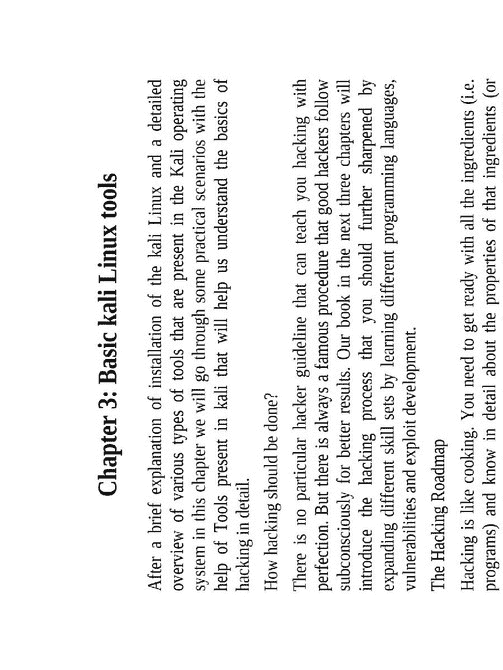 Chapter 3: Basic kali Linux tools
After a brief explanation of installation of the kali Linux and a detailed
overview of various types of tools that are present in the Kali operating
system in this chapter we will go through some practical scenarios with the
help of Tools present in kali that will help us understand the basics of
hacking in detail.
How hacking should be done?
There is no particular hacker guideline that can teach you hacking with
perfection. But there is always a famous procedure that good hackers follow
subconsciously for better results. Our book in the next three chapters will
introduce the hacking process that you should further sharpened by
expanding different skill sets by learning different programming languages,
vulnerabilities and exploit development.
The Hacking Roadmap
Hacking is like cooking. You need to get ready with all the ingredients (i.e.
programs) and know in detail about the properties of that ingredients (or